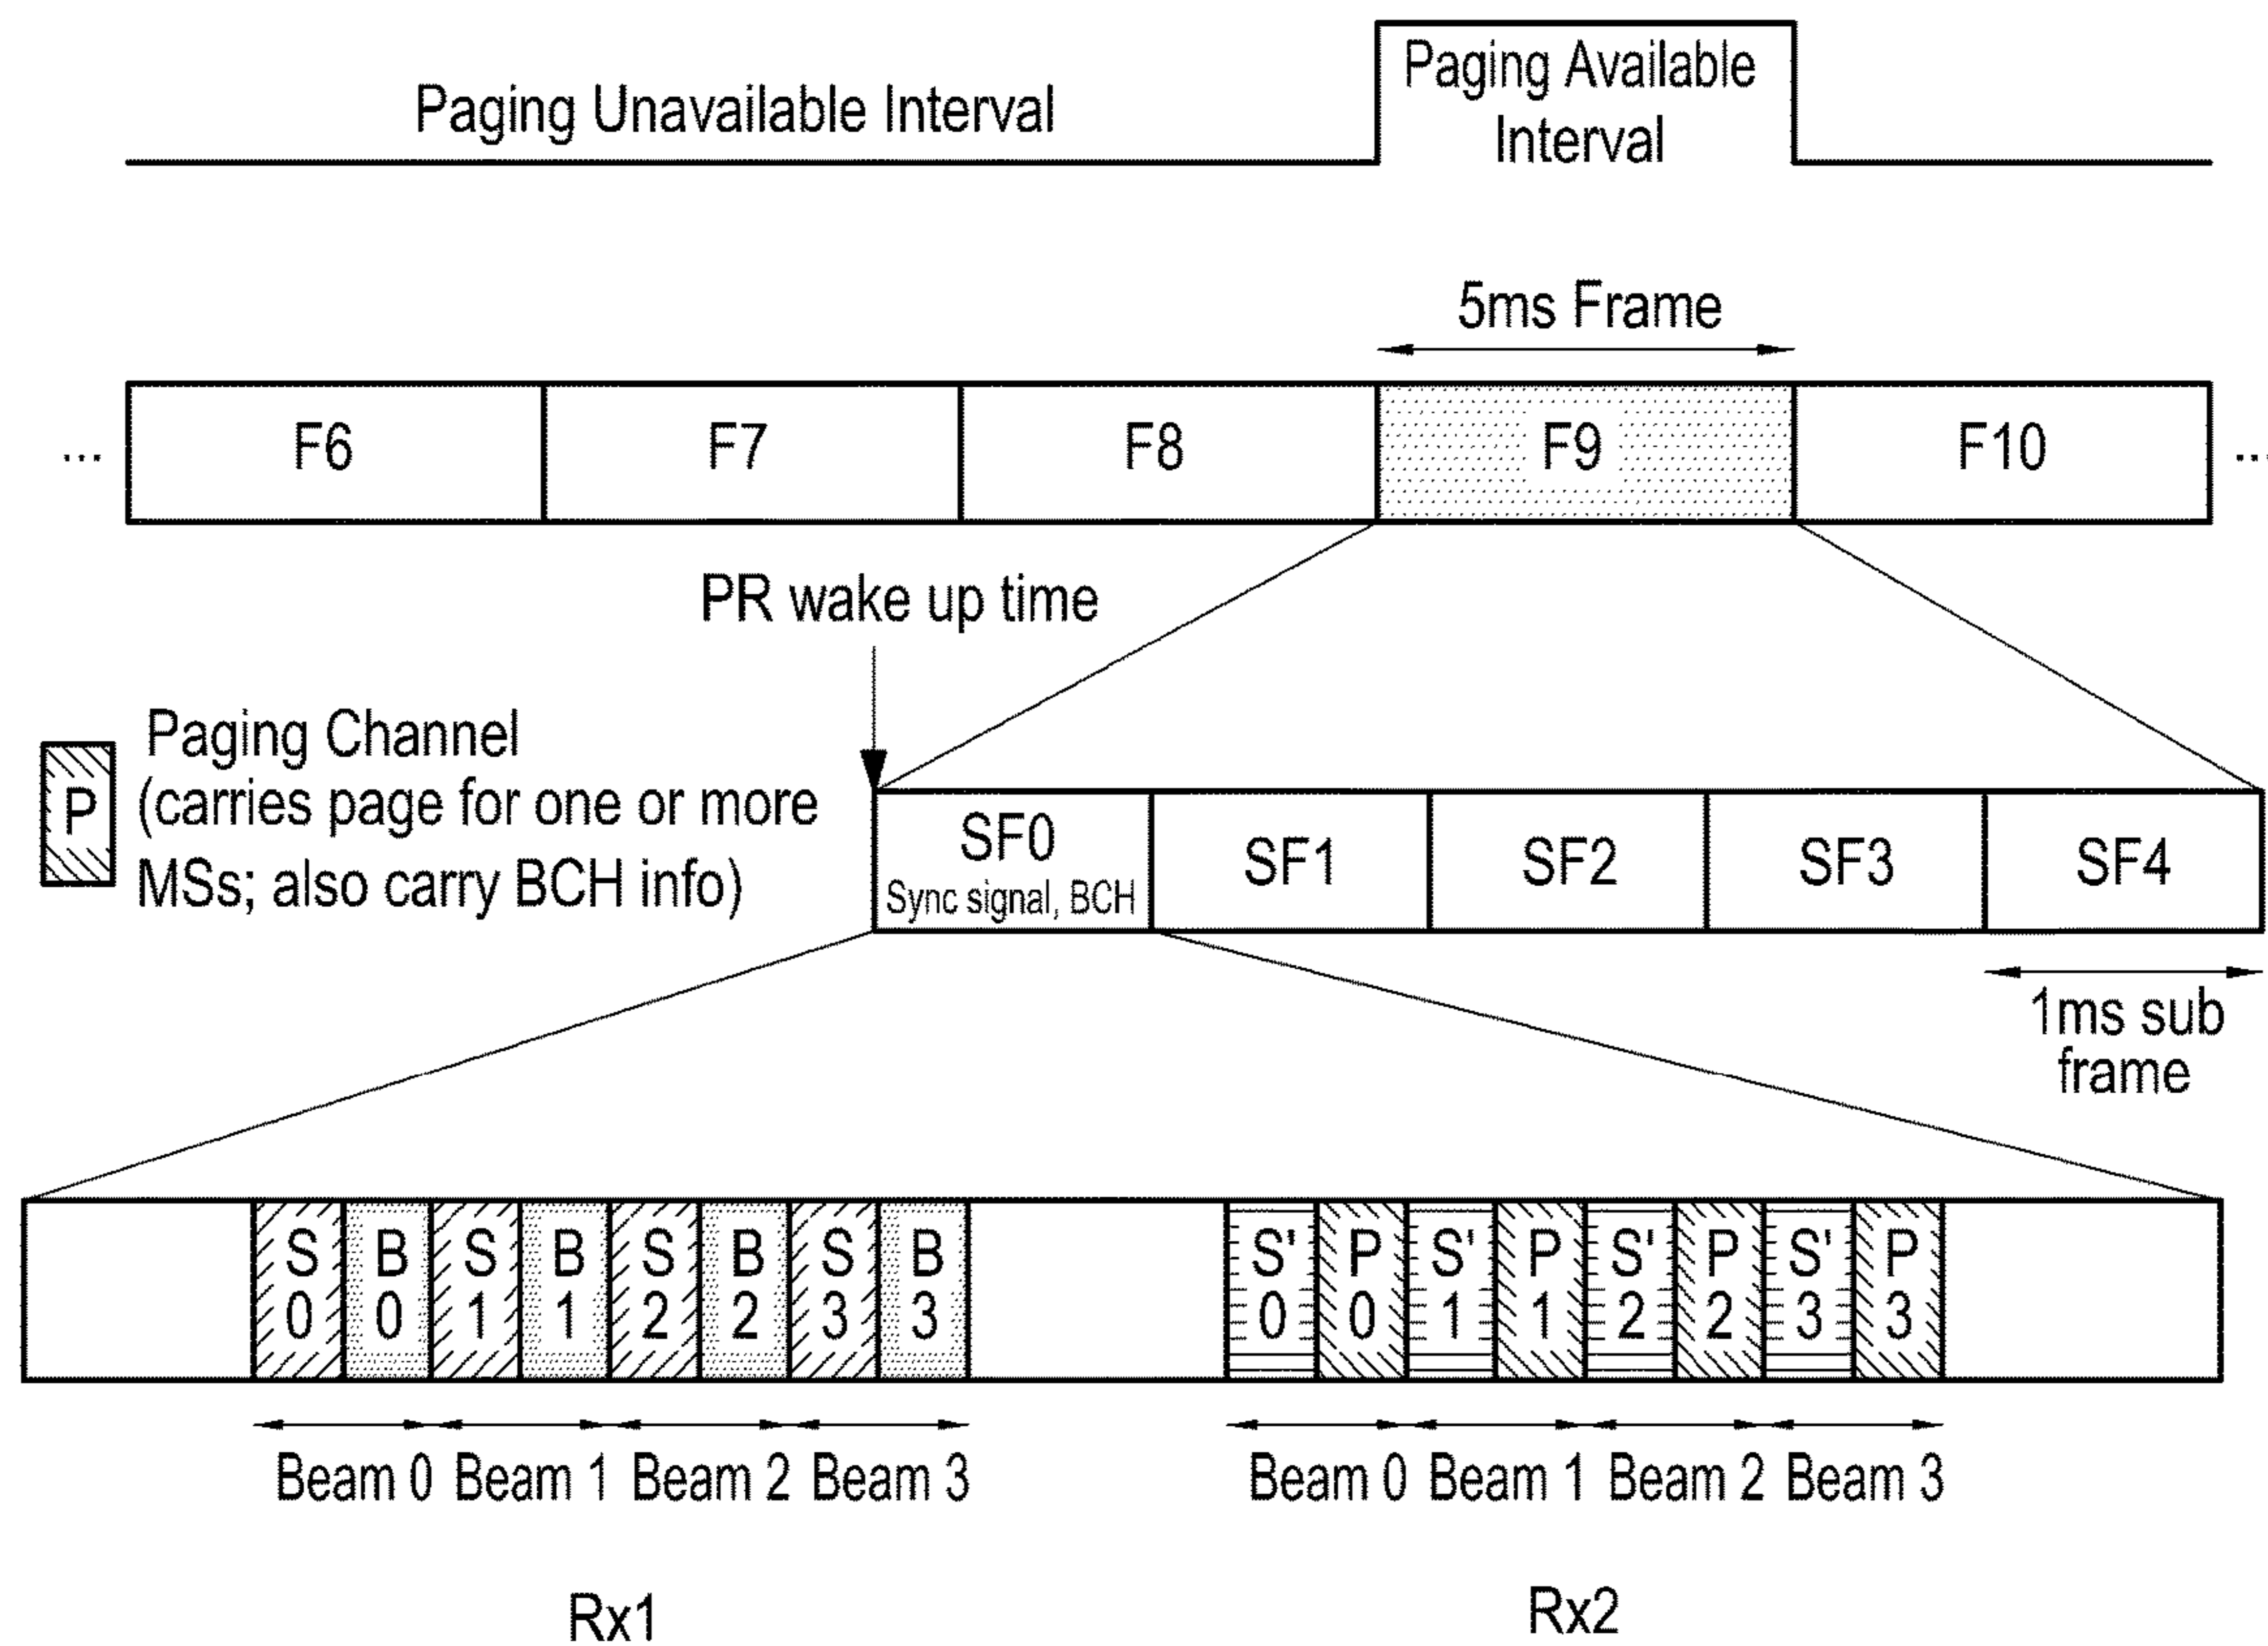 Paging Unavailable Interval
Paging Available
Interval
5ms Frame
... F6 F7 F8 F9 F10 ...
PR wake up time
P
Paging Channel
(carries page for one or more
MSs; also carry BCH info)
SF0 SF1 SF2 SF3 SF4
Sync signal, BCH
1ms sub
frame
S B S B S B S B S' P S' P S' P S' P
0 0 1 1 2 2 3 3 0 0 1 1 2 2 3 3
Beam 0 Beam 1 Beam 2 Beam 3 Beam 0 Beam 1 Beam 2 Beam 3
Rx1 Rx2